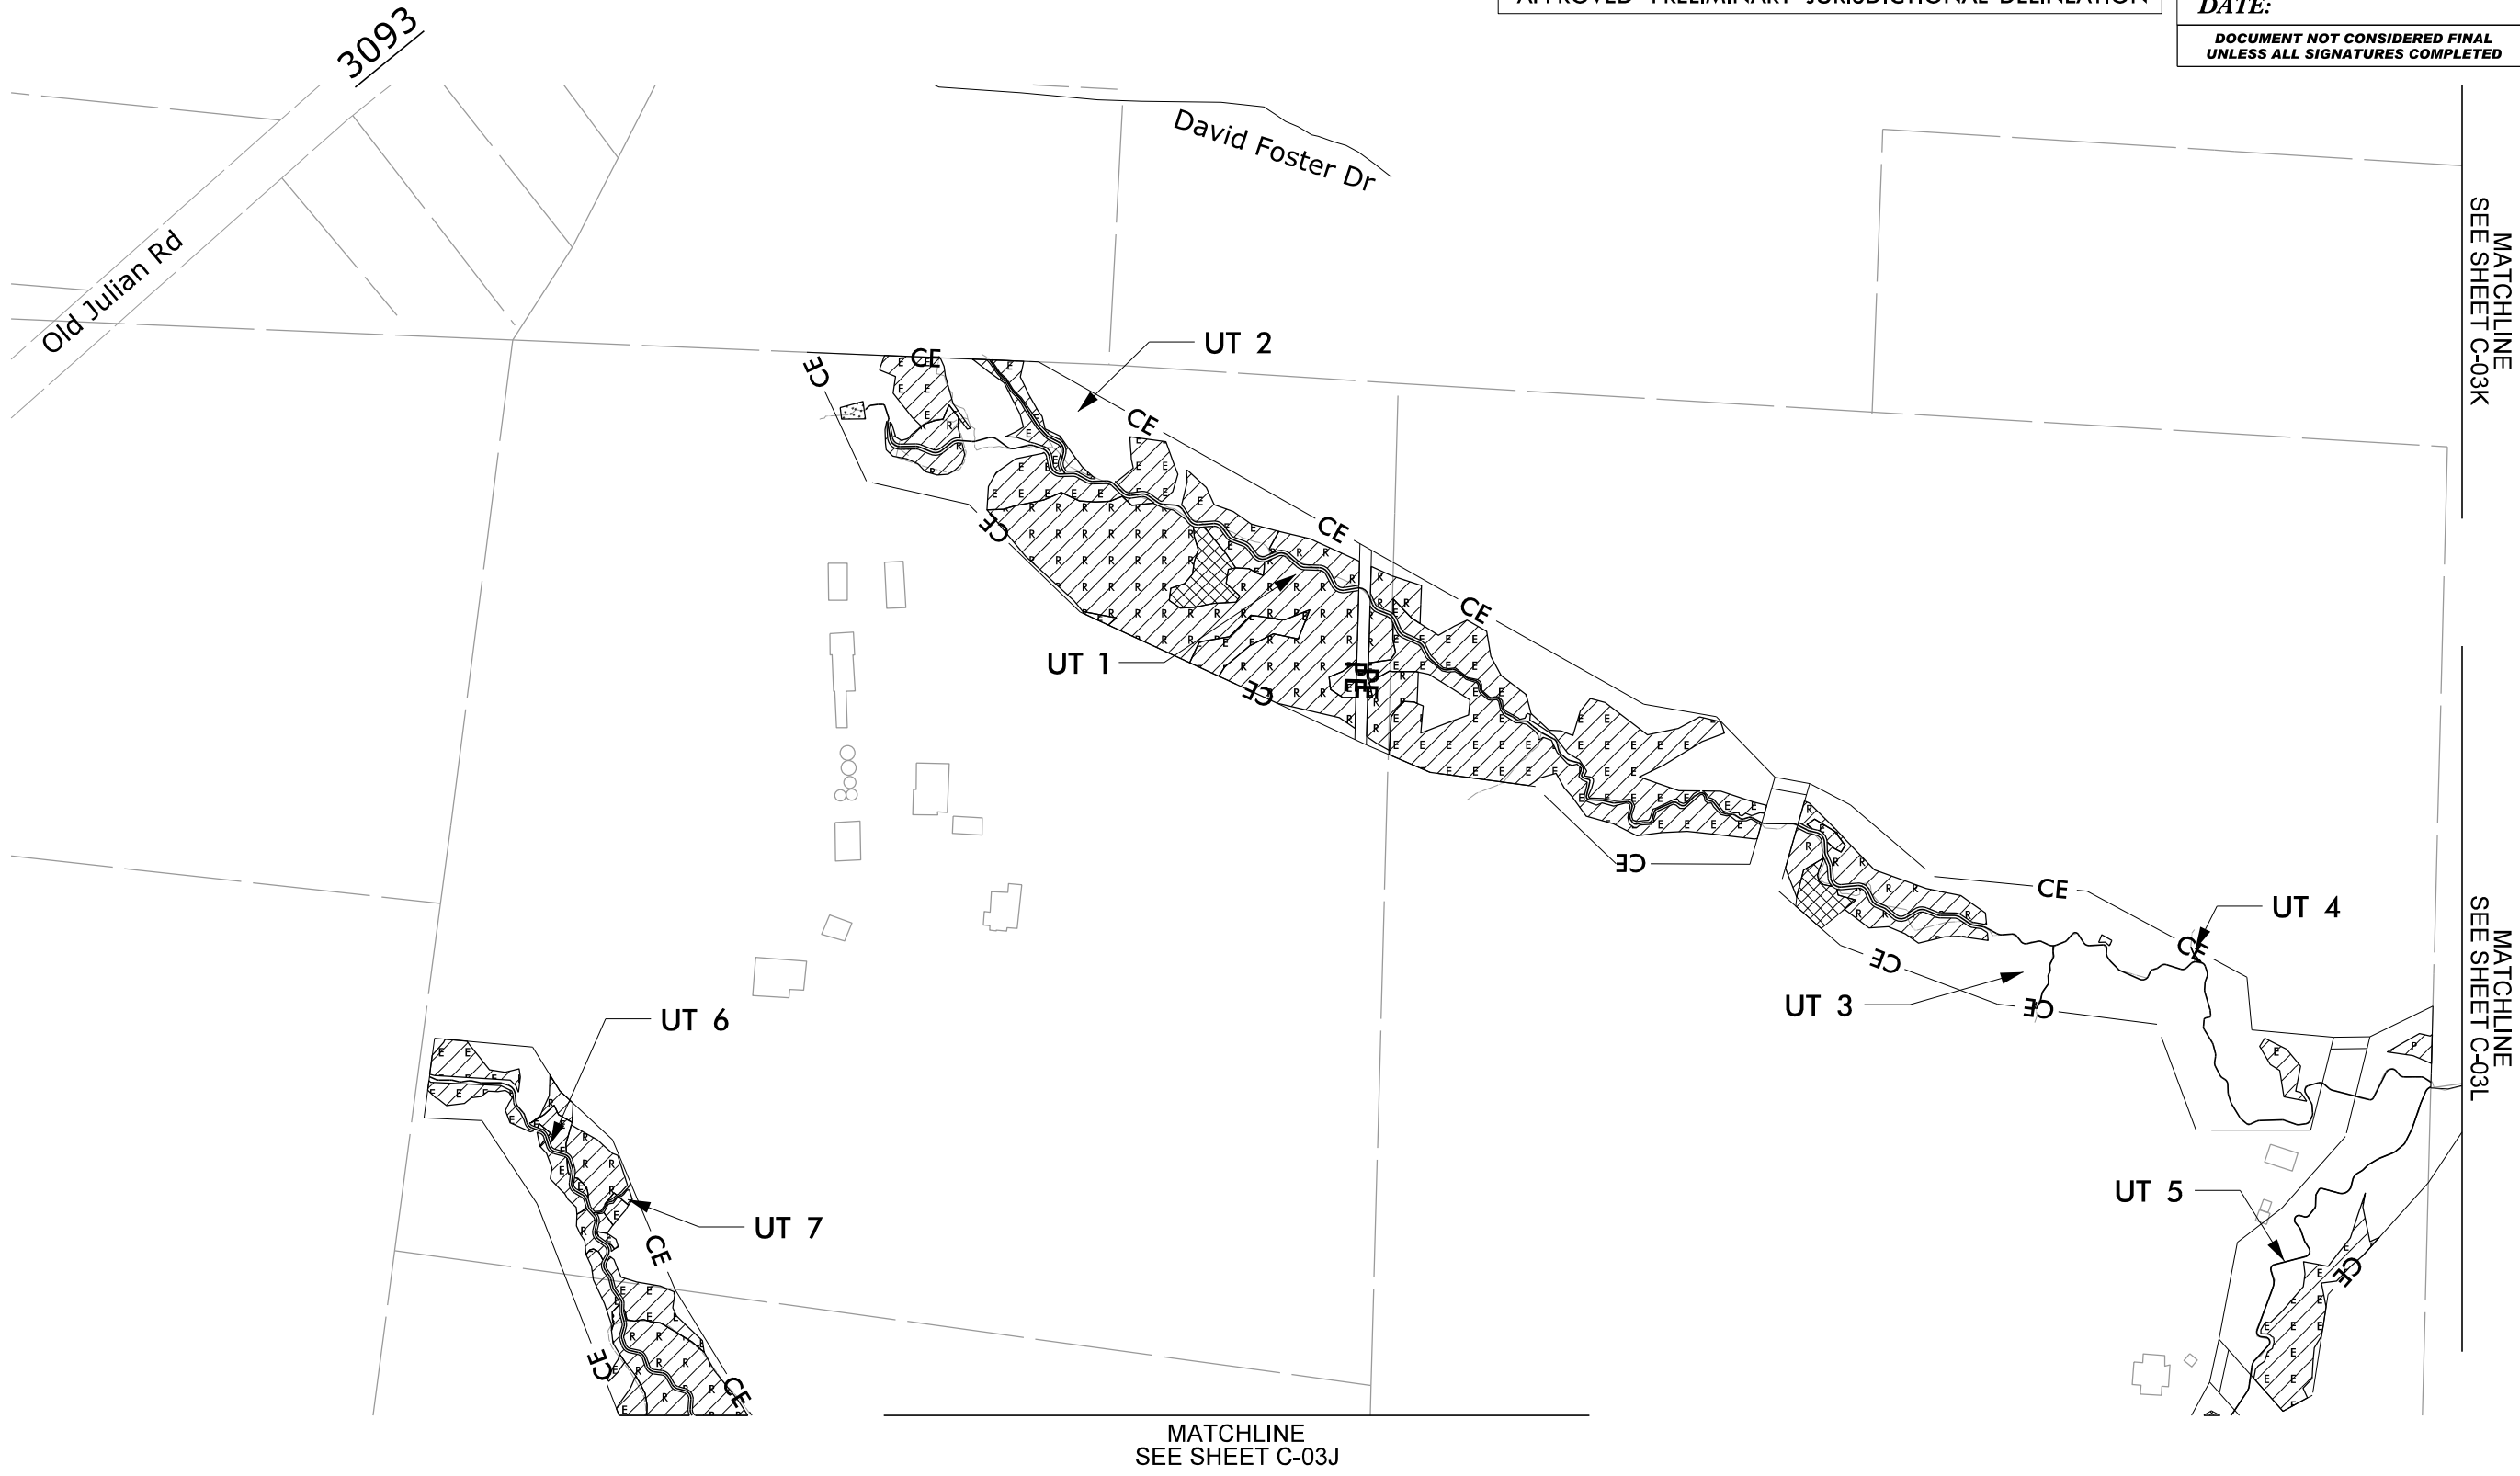 APPROVED PRELIMINARY JURISDICTIONAL DELINEATION
DATE:
DOCUMENT NOT CONSIDERED FINAL
UNLESS ALL SIGNATURES COMPLETED
3093
Old Julian Rd
David Foster Dr
MATCHLINE
SEE SHEET C-03K
UT 2
CE
CE
CE
CE
CE
CE
UT 1
CE
PE
PE
CE
CE
UT 4
CE
CE
UT 3
CE
MATCHLINE
SEE SHEET C-03L
UT 6
UT 5
UT 7
CE
CE
CE
CE
MATCHLINE
SEE SHEET C-03J